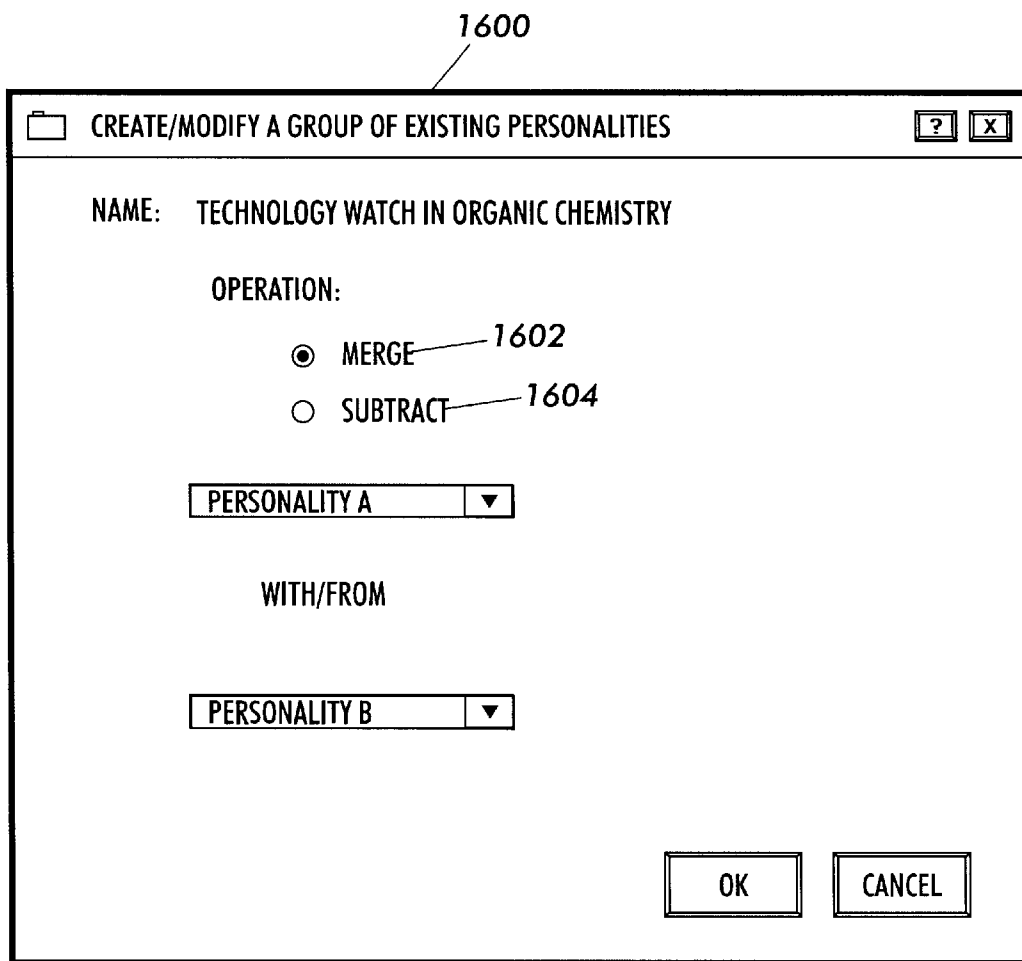 1600
CREATE/MODIFY A GROUP OF EXISTING PERSONALITIES ? X
NAME: TECHNOLOGY WATCH IN ORGANIC CHEMISTRY
OPERATION:
MERGE 1602
SUBTRACT 1604
PERSONALITY A
WITH/FROM
PERSONALITY B
OK CANCEL